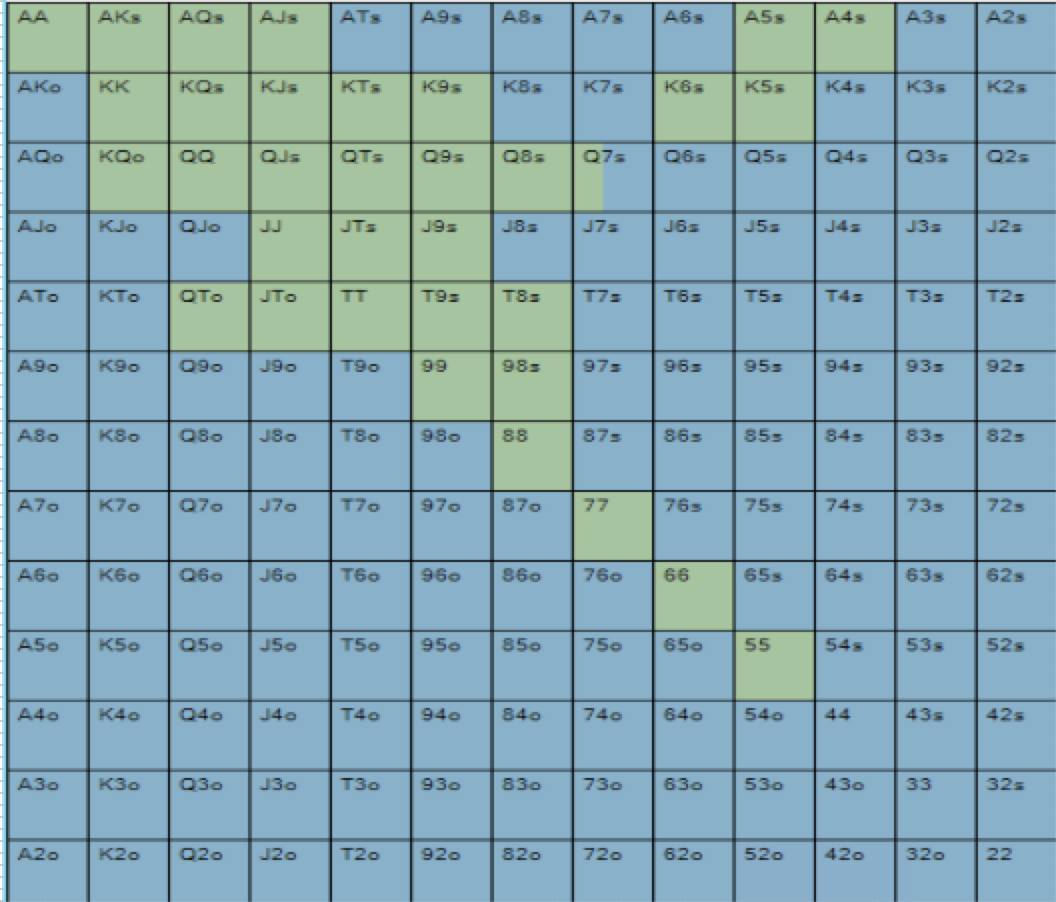 AA AKs AQs AJs ATs A9s A8s A7s A6s A5s A4s A3s A2s
AKo KK KQs KJs KTs K9s K8s K7s K6s K5s K4s K3s K2s
AQo KQo QQ QJs QTs Q9s Q8s Q7s Q6s Q5s Q4s Q3s Q2s
AJo KJo QJo JJ JTs J9s J8s J7s J6s J5s J4s J3s J2s
ATo KTo QTo JTo TT T9s T8s T7s T6s T5s T4s T3s T2s
A9o K9o Q9o J9o T9o 99 98s 97s 96s 95s 94s 93s 92s
A8o K8o Q8o J8o T8o 98o 88 87s 86s 85s 84s 83s 82s
A7o K7o Q7o J7o T7o 97o 87o 77 76s 75s 74s 73s 72s
A6o K6o Q6o J6o T6o 96o 86o 76o 66 65s 64s 63s 62s
A5o K5o Q5o J5o T5o 95o 85o 75o 65o 55 54s 53s 52s
A4o K4o Q4o J4o T4o 94o 84o 74o 64o 54o 44 43s 42s
A3o K3o Q3o J3o T3o 93o 83o 73o 63o 53o 43o 33 32s
A2o K2o Q2o J2o T2o 92o 82o 72o 62o 52o 42o 32o 22